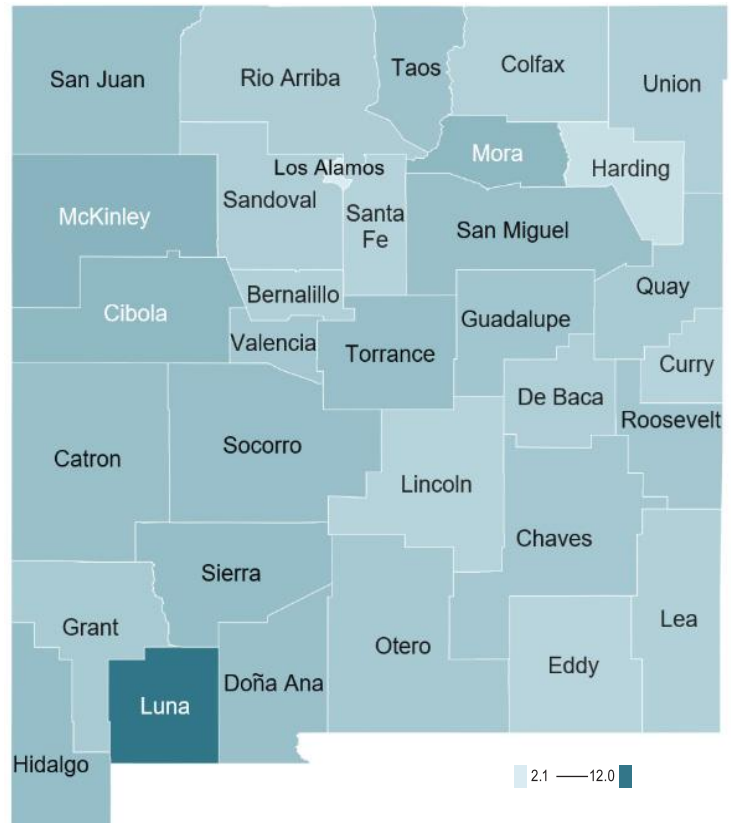 San Juan
Rio Arriba
Taos
Colfax
Union
Mora
Harding
Los Alamos
Sandoval
Santa
Fe
McKinley
San Miguel
Quay
Cibola
Bernalillo
Guadalupe
Valencia
Torrance
Curry
De Baca
Roosevelt
Catron
Socorro
Lincoln
Chaves
Sierra
Grant
Otero
Lea
Eddy
Luna
Doña Ana
Hidalgo
2.1 — 12.0